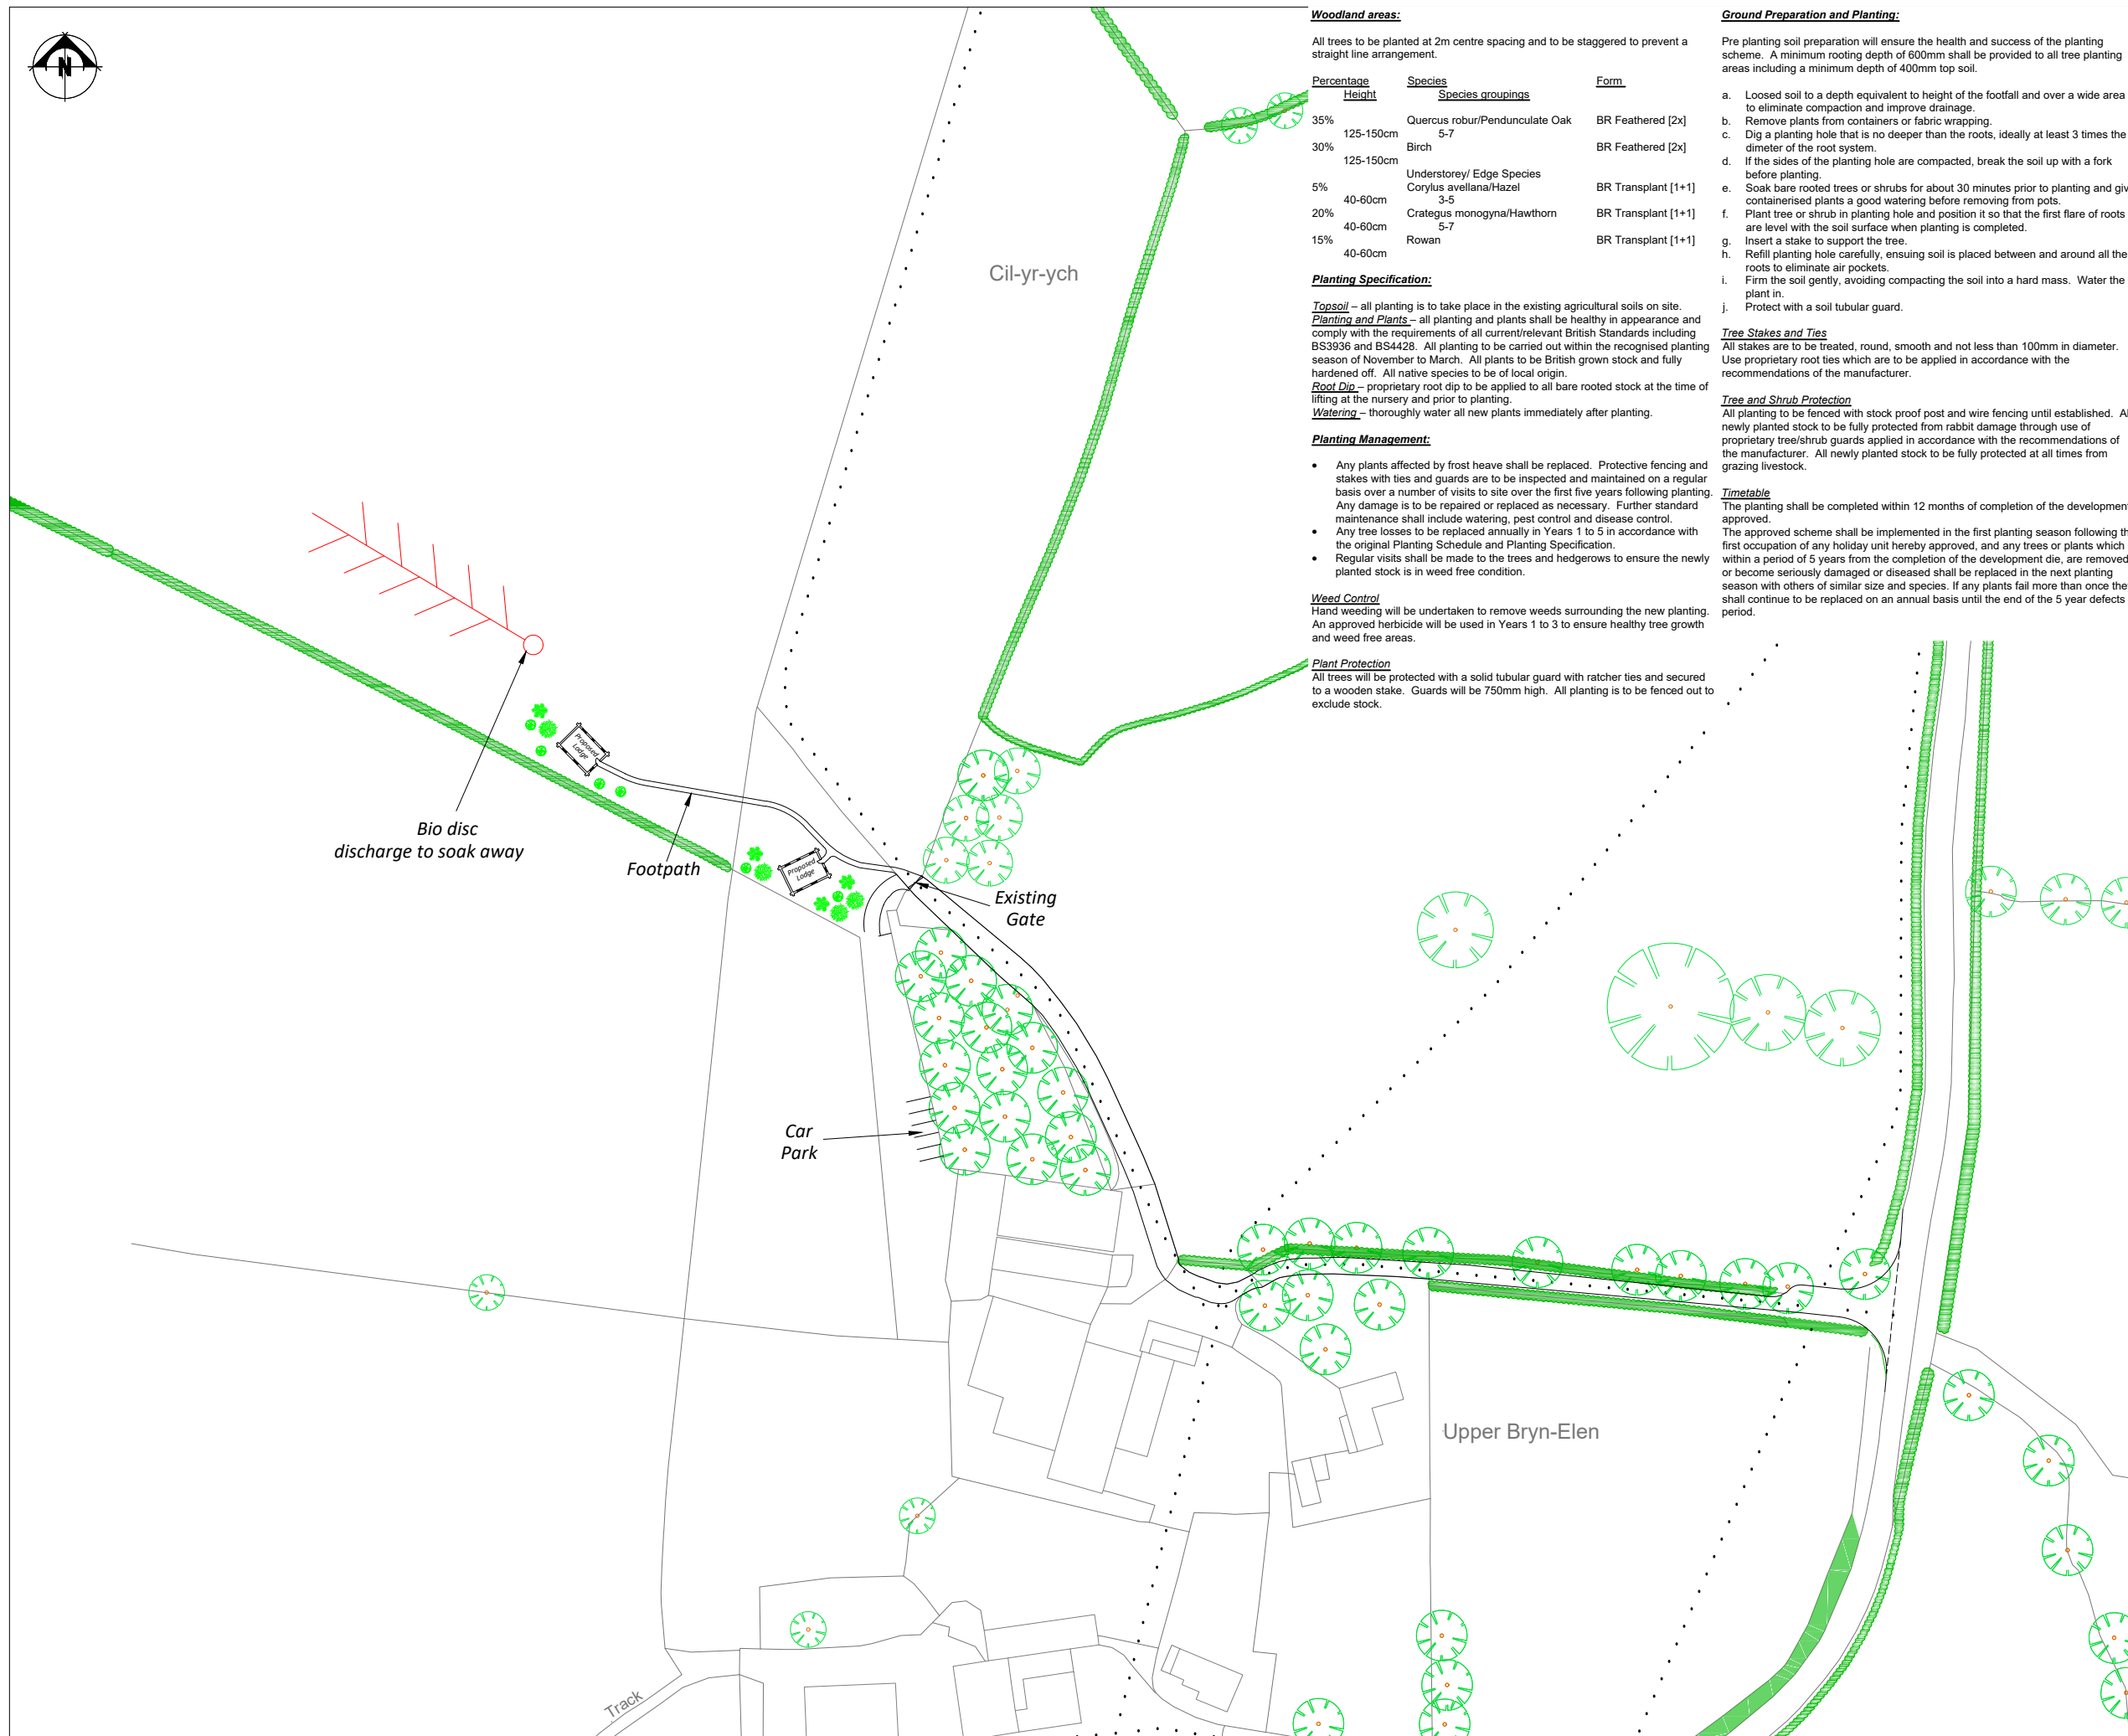 N
Woodland areas:
All trees to be planted at 2m centre spacing and to be staggered to prevent a
straight line arrangement.
Percentage Species Form
Height Species groupings
35% Quercus robur/Pendunculate Oak BR Feathered [2x]
125-150cm 5-7
30% Birch BR Feathered [2x]
125-150cm
Understorey/ Edge Species
5% Corylus avellana/Hazel BR Transplant [1+1]
40-60cm 3-5
20% Crategus monogyna/Hawthorn BR Transplant [1+1]
40-60cm 5-7
15% Rowan BR Transplant [1+1]
40-60cm
Planting Specification:
Topsoil – all planting is to take place in the existing agricultural soils on site.
Planting and Plants – all planting and plants shall be healthy in appearance and
comply with the requirements of all current/relevant British Standards including
BS3936 and BS4428. All planting to be carried out within the recognised planting
season of November to March. All plants to be British grown stock and fully
hardened off. All native species to be of local origin.
Root Dip – proprietary root dip to be applied to all bare rooted stock at the time of
lifting at the nursery and prior to planting.
Watering – thoroughly water all new plants immediately after planting.
Planting Management:
• Any plants affected by frost heave shall be replaced. Protective fencing and
stakes with ties and guards are to be inspected and maintained on a regular
basis over a number of visits to site over the first five years following planting.
Any damage is to be repaired or replaced as necessary. Further standard
maintenance shall include watering, pest control and disease control.
• Any tree losses to be replaced annually in Years 1 to 5 in accordance with
the original Planting Schedule and Planting Specification.
• Regular visits shall be made to the trees and hedgerows to ensure the newly
planted stock is in weed free condition.
Weed Control
Hand weeding will be undertaken to remove weeds surrounding the new planting.
An approved herbicide will be used in Years 1 to 3 to ensure healthy tree growth
and weed free areas.
Plant Protection
All trees will be protected with a solid tubular guard with ratcher ties and secured
to a wooden stake. Guards will be 750mm high. All planting is to be fenced out to
exclude stock.
Ground Preparation and Planting:
Pre planting soil preparation will ensure the health and success of the planting
scheme. A minimum rooting depth of 600mm shall be provided to all tree planting
areas including a minimum depth of 400mm top soil.
a. Loosed soil to a depth equivalent to height of the footfall and over a wide area
to eliminate compaction and improve drainage.
b. Remove plants from containers or fabric wrapping.
c. Dig a planting hole that is no deeper than the roots, ideally at least 3 times the
dimeter of the root system.
d. If the sides of the planting hole are compacted, break the soil up with a fork
before planting.
e. Soak bare rooted trees or shrubs for about 30 minutes prior to planting and giv
containerised plants a good watering before removing from pots.
f. Plant tree or shrub in planting hole and position it so that the first flare of roots
are level with the soil surface when planting is completed.
g. Insert a stake to support the tree.
h. Refill planting hole carefully, ensuing soil is placed between and around all the
roots to eliminate air pockets.
i. Firm the soil gently, avoiding compacting the soil into a hard mass. Water the
plant in.
j. Protect with a soil tubular guard.
Tree Stakes and Ties
All stakes are to be treated, round, smooth and not less than 100mm in diameter.
Use proprietary root ties which are to be applied in accordance with the
recommendations of the manufacturer.
Tree and Shrub Protection
All planting to be fenced with stock proof post and wire fencing until established. Al
newly planted stock to be fully protected from rabbit damage through use of
proprietary tree/shrub guards applied in accordance with the recommendations of
the manufacturer. All newly planted stock to be fully protected at all times from
grazing livestock.
Timetable
The planting shall be completed within 12 months of completion of the development
approved.
The approved scheme shall be implemented in the first planting season following th
first occupation of any holiday unit hereby approved, and any trees or plants which
within a period of 5 years from the completion of the development die, are removed
or become seriously damaged or diseased shall be replaced in the next planting
season with others of similar size and species. If any plants fail more than once the
shall continue to be replaced on an annual basis until the end of the 5 year defects
period.
Cil-yr-ych
Proposed
Lodge
Bio disc
discharge to soak away
Footpath
Proposed
Lodge
Existing
Gate
Car
Park
Upper Bryn-Elen
Track